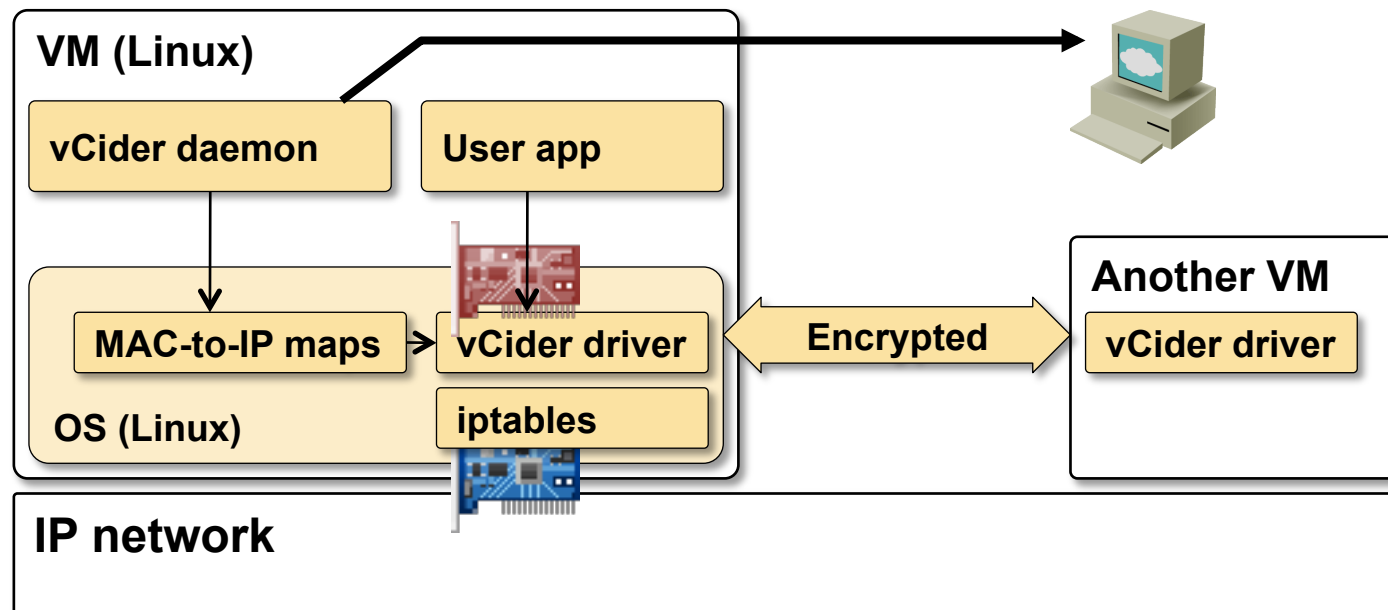 VM (Linux)
vCider daemon
User app
Another VM
MAC-to-IP maps
vCider driver
Encrypted
vCider driver
iptables
OS (Linux)
IP network